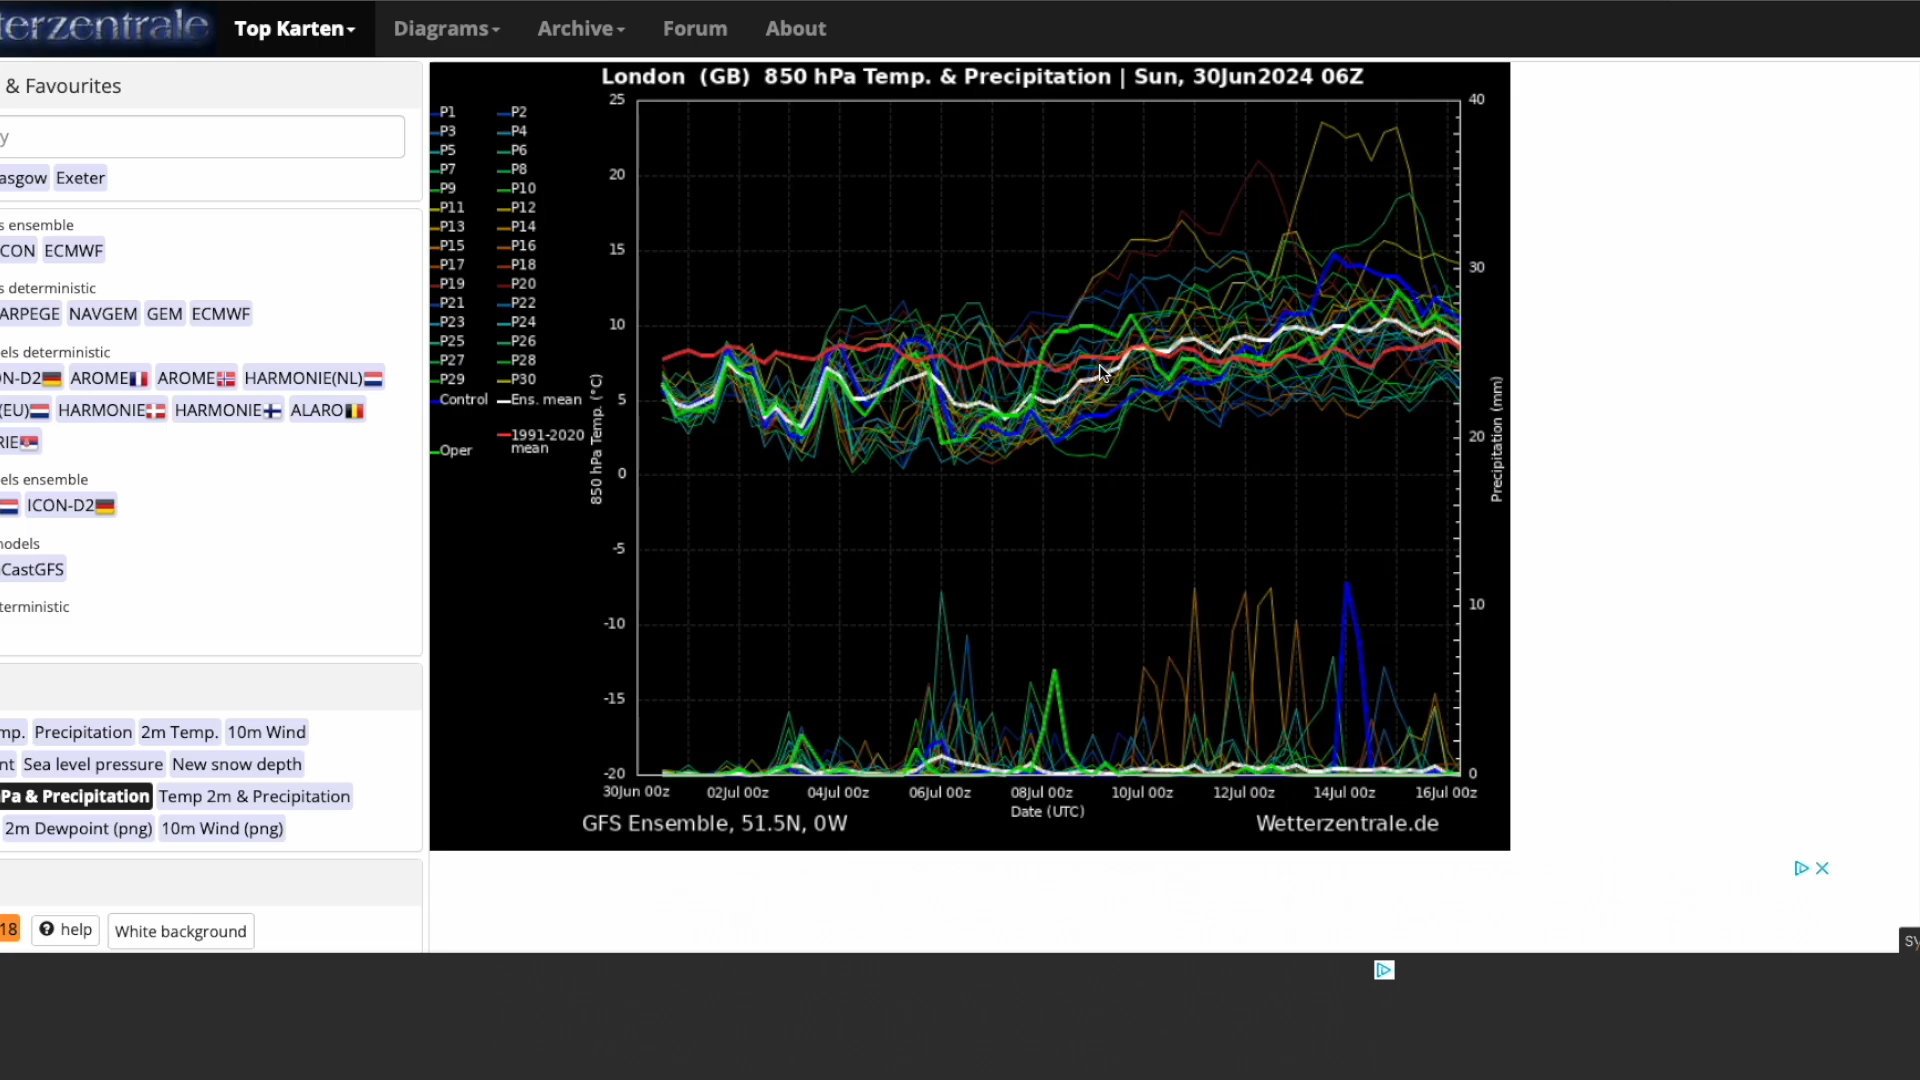 terzentrale Top Karten Diagrams Archive Forum About
& Favourites
y
asgow Exeter
s ensemble
CON ECMWF
s deterministic
ARPEGE NAVGEM GEM ECMWF
els deterministic
N-D2 AROME AROME HARMONIE(NL)
(EU) HARMONIE HARMONIE ALARO
RIE
els ensemble
ICON-D2
nodels
CastGFS
terministic
mp. Precipitation 2m Temp. 10m Wind
nt Sea level pressure New snow depth
Pa & Precipitation Temp 2m & Precipitation
2m Dewpoint (png) 10m Wind (png)
18 help White background
London (GB) 850 hPa Temp. & Precipitation | Sun, 30Jun2024 06Z
P1 P2
P3 P4
P5 P6
P7 P8
P9 P10
P11 P12
P13 P14
P15 P16
P17 P18
P19 P20
P21 P22
P23 P24
P25 P26
P27 P28
P29 P30
Control Ens. mean
Oper 1991-2020
mean
850 hPa Temp. (°C)
25
20
15
10
5
0
-5
-10
-15
-20
40
30
20
10
0
Precipitation (mm)
30Jun 00z 02Jul 00z 04Jul 00z 06Jul 00z 08Jul 00z 10Jul 00z 12Jul 00z 14Jul 00z 16Jul 00z
Date (UTC)
GFS Ensemble, 51.5N, 0W Wetterzentrale.de
sy